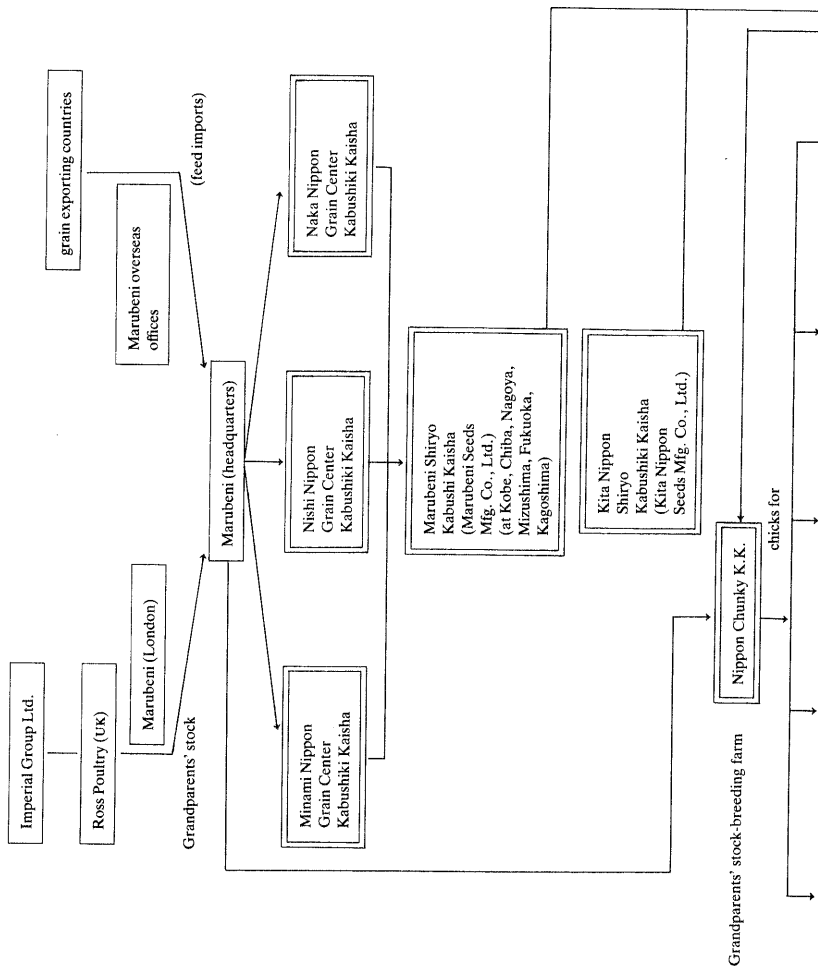 Imperial Group Ltd.
Ross Poultry (UK)
Marubeni (London)
Grandparents' stock
grain exporting countries
Marubeni overseas
offices
(feed imports)
Marubeni (headquarters)
Minami Nippon
Grain Center
Kabushiki Kaisha
Nishi Nippon
Grain Center
Kabushiki Kaisha
Naka Nippon
Grain Center
Kabushiki Kaisha
Marubeni Shiryo
Kabushi Kaisha
(Marubeni Seeds
Mfg. Co., Ltd.)
(at Kobe, Chiba, Nagoya,
Mizushima, Fukuoka,
Kagoshima)
Kita Nippon
Shiryo
Kabushiki Kaisha
(Kita Nippon
Seeds Mfg. Co., Ltd.)
Grandparents' stock-breeding farm
Nippon Chunky K.K.
chicks for